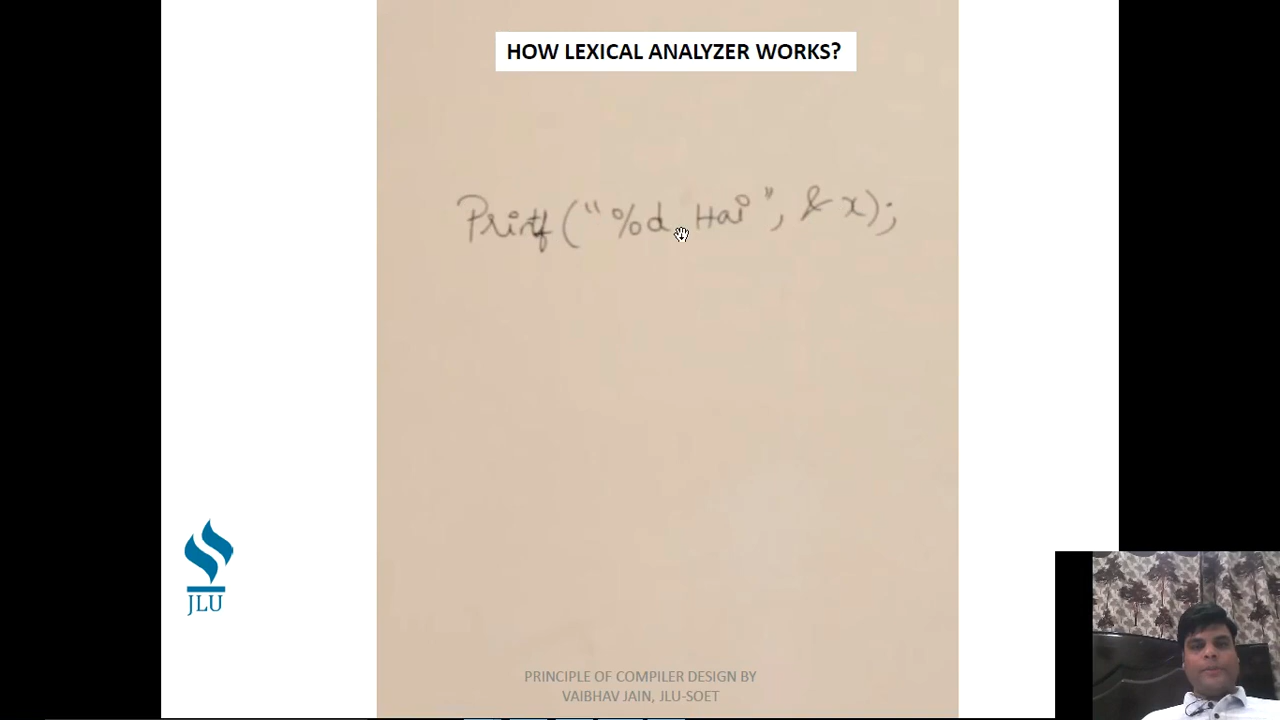 HOW LEXICAL ANALYZER WORKS?
Printf ("%d Hai", & x);
JLU
PRINCIPLE OF COMPILER DESIGN BY
VAIBHAV JAIN, JLU-SOET